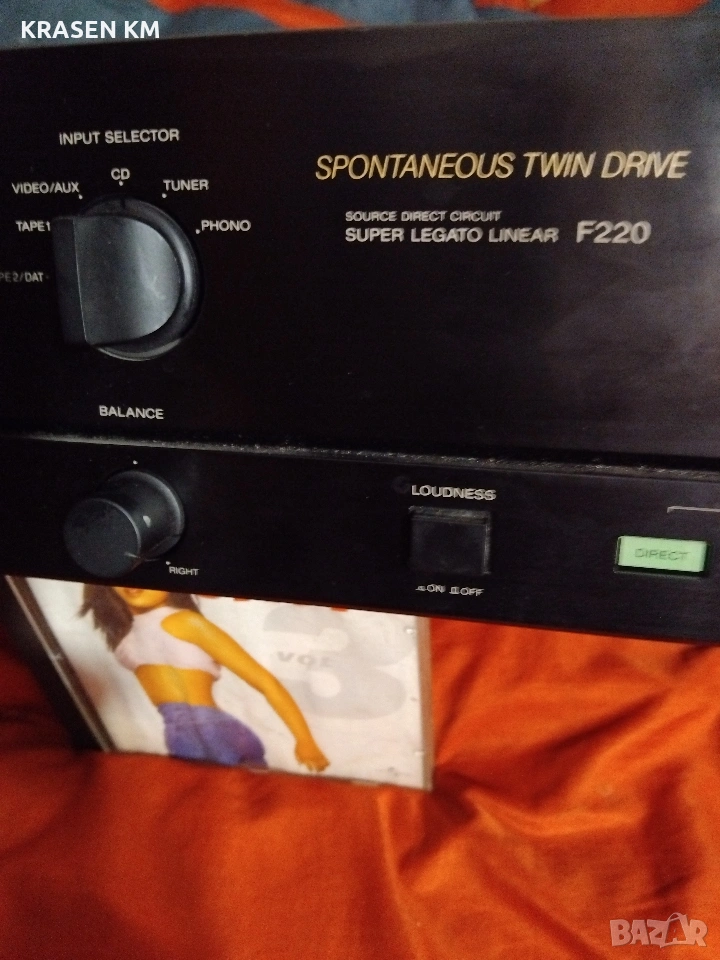 KRASEN KM
INPUT SELECTOR
VIDEO/AUX
CD
TUNER
TAPE1
PHONO
PE2/DAT
SPONTANEOUS TWIN DRIVE
SOURCE DIRECT CIRCUIT
SUPER LEGATO LINEAR F220
BALANCE
RIGHT
LOUDNESS
ON OFF
DIRECT
VOL
3
BAZAR